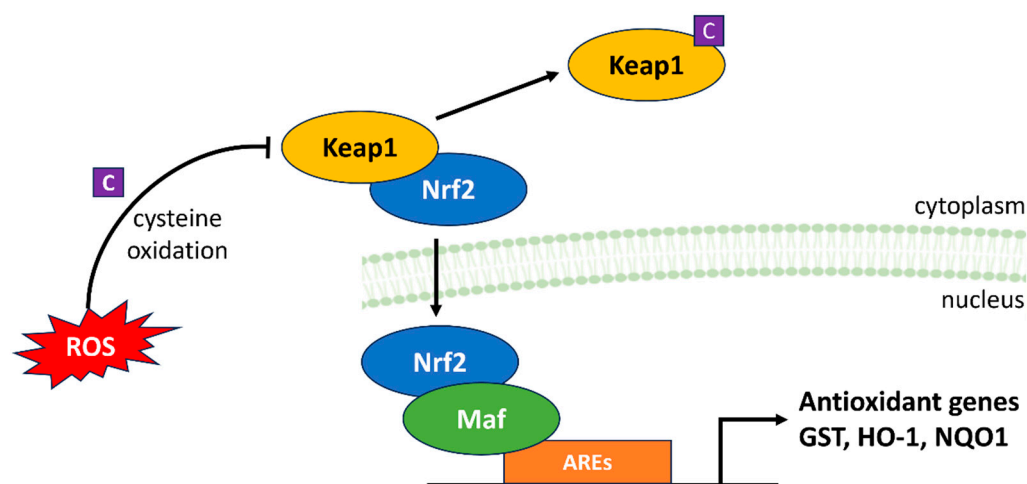 C
Keap1
Keap1
C
Nrf2
cysteine
oxidation
cytoplasm
nucleus
ROS
Nrf2
Maf
Antioxidant genes
GST, HO-1, NQO1
AREs